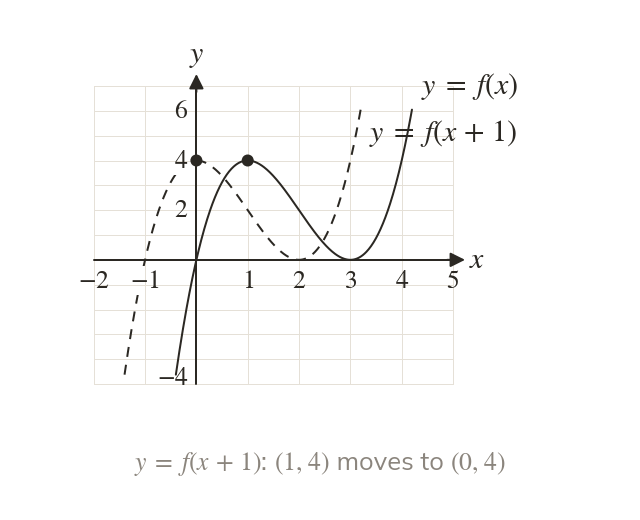 y
y = f(x)
6
y = f(x + 1)
4
2
x
−2 −1 1 2 3 4 5
−4
y = f(x + 1): (1, 4) moves to (0, 4)